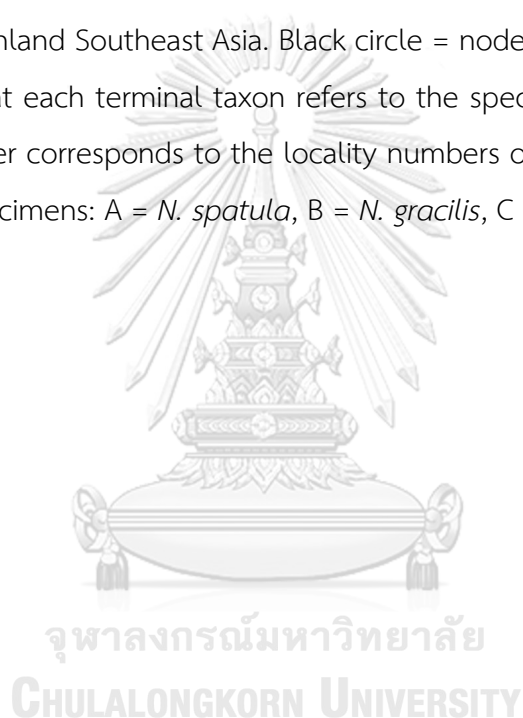 nland Southeast Asia. Black circle = node
at each terminal taxon refers to the spec
er corresponds to the locality numbers o
ecimens: A = N. spatula, B = N. gracilis, C
จุฬาลงกรณ์มหาวิทยาลัย
CHULALONGKORN UNIVERSITY